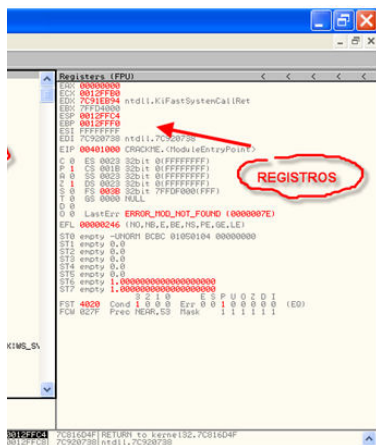 Registers (FPU) < < < < <
EAX 00000000
ECX 0012FFB0
EDX 7C91EB94 ntdll.KiFastSystemCallRet
EBX 7FFD4000
ESP 0012FFC4
EBP 0012FFF0
ESI FFFFFFFF
EDI 7C920738 ntdll.7C920738
EIP 00401000 CRACKME.<ModuleEntryPoint>
REGISTROS
C 0 ES 0023 32bit 0(FFFFFFFF)
P 1 CS 001B 32bit 0(FFFFFFFF)
A 0 SS 0023 32bit 0(FFFFFFFF)
Z 1 DS 0023 32bit 0(FFFFFFFF)
S 0 FS 003B 32bit 7FFDF000(FFF)
T 0 GS 0000 NULL
D 0
O 0 LastErr ERROR_MOD_NOT_FOUND (0000007E)
EFL 00000246 (NO,NB,E,BE,NS,PE,GE,LE)
ST0 empty -UNORM BCBC 01050104 00000000
ST1 empty 0.0
ST2 empty 0.0
ST3 empty 0.0
ST4 empty 0.0
ST5 empty 0.0
ST6 empty 1.0000000000000000000
ST7 empty 1.0000000000000000000
3 2 1 0 E S P U O Z D I
FST 4020 Cond 1 0 0 0 Err 0 0 1 0 0 0 0 0 (EQ)
FCW 027F Prec NEAR,53 Mask 1 1 1 1 1 1
K:WS_S\
0012FFC4 7C816D4F RETURN to kernel32.7C816D4F
0012FFC8 7C920738 ntdll.7C920738